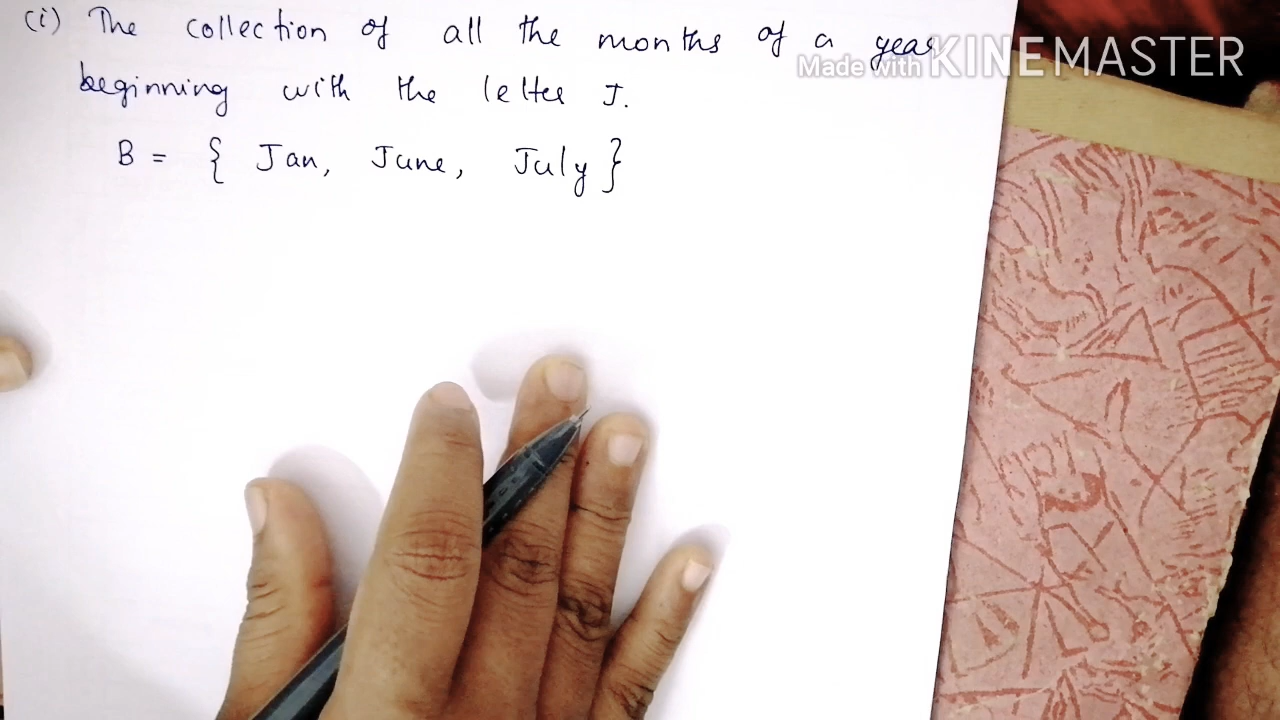 (i) The collection of all the months of a year
Made with KINEMASTER
beginning with the letter J.
B = { Jan, June, July }